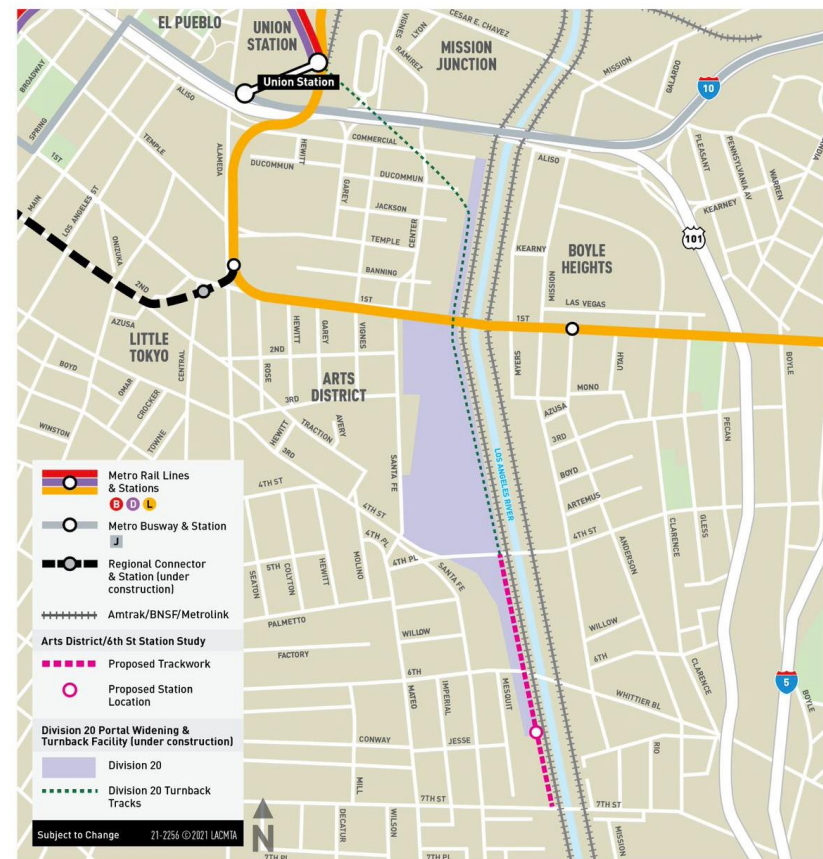 EL PUEBLO
UNION
STATION
Union Station
VIGNES
LYON
RAMIREZ
CESAR E. CHAVEZ
MISSION
JUNCTION
MISSION
GALARDO
10
BROADWAY
SPRING
1ST
MAIN
LOS ANGELES ST
ALISO
TEMPLE
ALISO
ALAMEDA
HEWITT
COMMERCIAL
DUCOMMUN
DUCOMMUN
GAREY
JACKSON
CENTER
TEMPLE
BANNING
1ST
ALISO
PLEASANT
PENNSYLVANIA AV
WARREN
KEARNEY
101
KEARNY
BOYLE
HEIGHTS
MISSION
LAS VEGAS
1ST
ONIZUKA
2ND
AZUSA
LITTLE
TOKYO
CENTRAL
BOYD
OMAR
CROCKER
TOWNE
WINSTON
HEWITT
GAREY
VIGNES
2ND
ROSE
ARTS
DISTRICT
3RD
HEWITT
TRACTION
AVERY
3RD
SANTA FE
MYERS
UTAH
MONO
BOYLE
AZUSA
3RD
PECAN
BOYD
ARTEMUS
LOS ANGELES RIVER
4TH ST
4TH ST
4TH PL
4TH PL
4TH ST
CLARENCE
GLESS
ANDERSON
SANTA FE
5TH
SEATON
COLYTON
HEWITT
MOLINO
PALMETTO
WILLOW
FACTORY
6TH
MATEO
IMPERIAL
MESQUIT
WILLOW
6TH
WHITTIER BL
CLARENCE
5
BOYLE
CONWAY
JESSE
RIO
MILL
7TH ST
7TH ST
DECATUR
WILSON
MISSION
7TH PL
7TH PL
Metro Rail Lines
& Stations
B D L
Metro Busway & Station
J
Regional Connector
& Station (under
construction)
Amtrak/BNSF/Metrolink
Arts District/6th St Station Study
Proposed Trackwork
Proposed Station
Location
Division 20 Portal Widening &
Turnback Facility (under construction)
Division 20
Division 20 Turnback
Tracks
Subject to Change
21-2256 ©2021 LACMTA
N